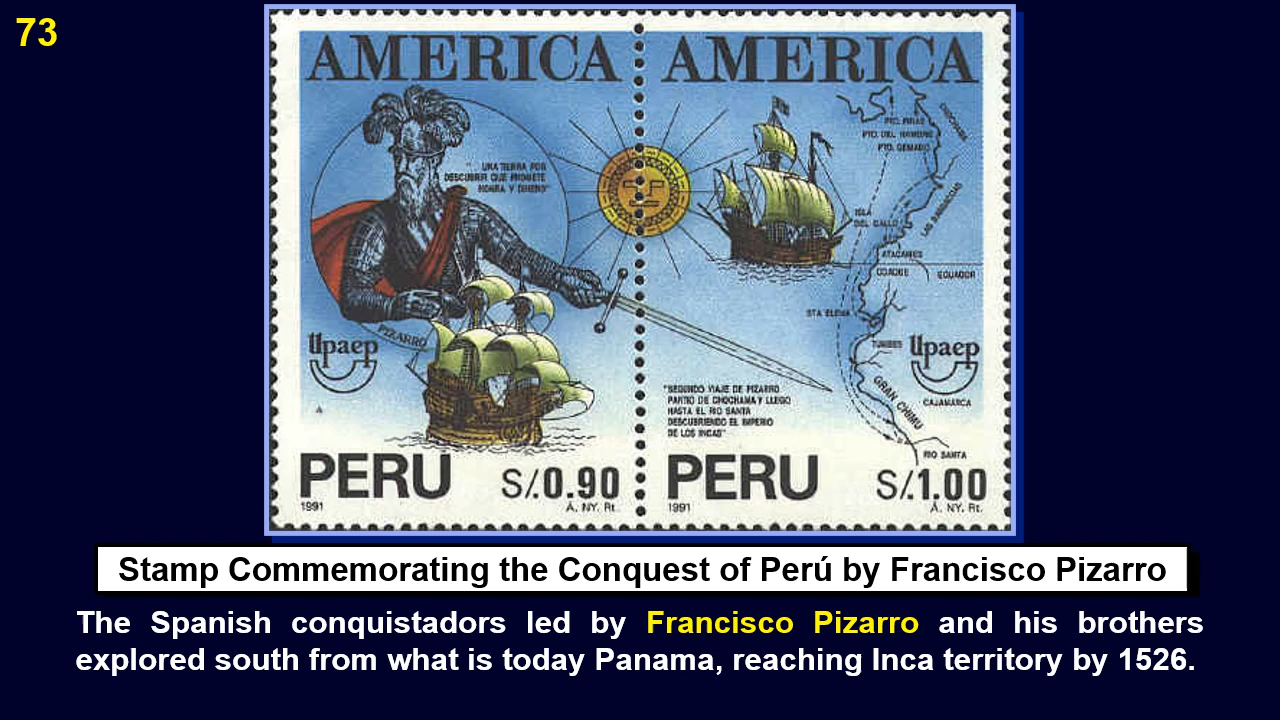 73
AMERICA
"... UNA TIERRA POR
DESCUBRIR QUE PROMETE
HONRA Y DINERO"
PIZARRO
Upaep
PERU
S/.0.90
1991
A. NY. Rt.
AMERICA
PTO. PIÑAS
PTO. DEL HAMBRE
PTO. QEMADO
CHOCHAMA
LAS BARBACOAS
ISLA
DEL GALLO
ATACAMES
COAQUE
ECUADOR
STA ELENA
TUMBES
Upaep
GRAN CHIMU
CAJAMARCA
RIO SANTA
"SEGUNDO VIAJE DE PIZARRO
PARTIO DE CHOCHAMA Y LLEGO
HASTA EL RIO SANTA
DESCUBRIENDO EL IMPERIO
DE LOS INCAS"
PERU
S/.1.00
1991
A. NY. Rt.
Stamp Commemorating the Conquest of Perú by Francisco Pizarro
The Spanish conquistadors led by Francisco Pizarro and his brothers
explored south from what is today Panama, reaching Inca territory by 1526.